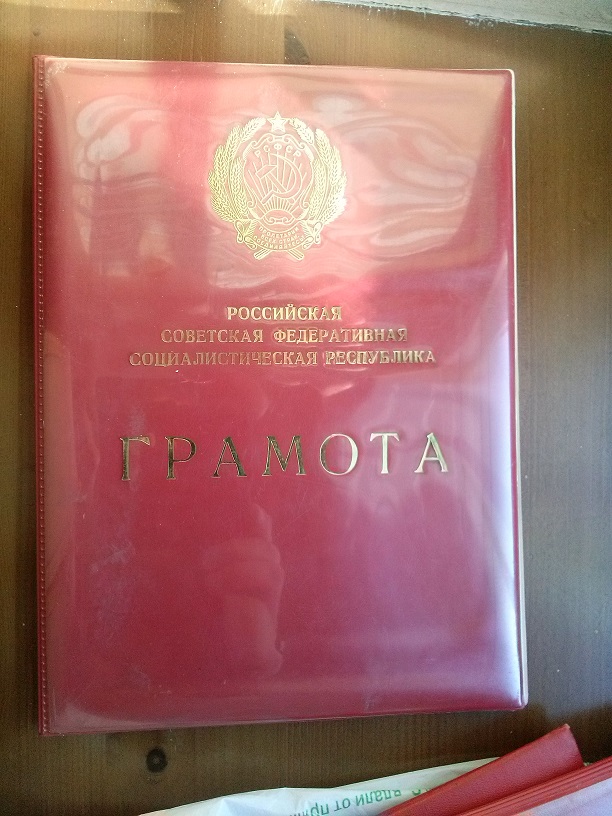 РОССИЙСКАЯ
СОВЕТСКАЯ ФЕДЕРАТИВНАЯ
СОЦИАЛИСТИЧЕСКАЯ РЕСПУБЛИКА
ГРАМОТА